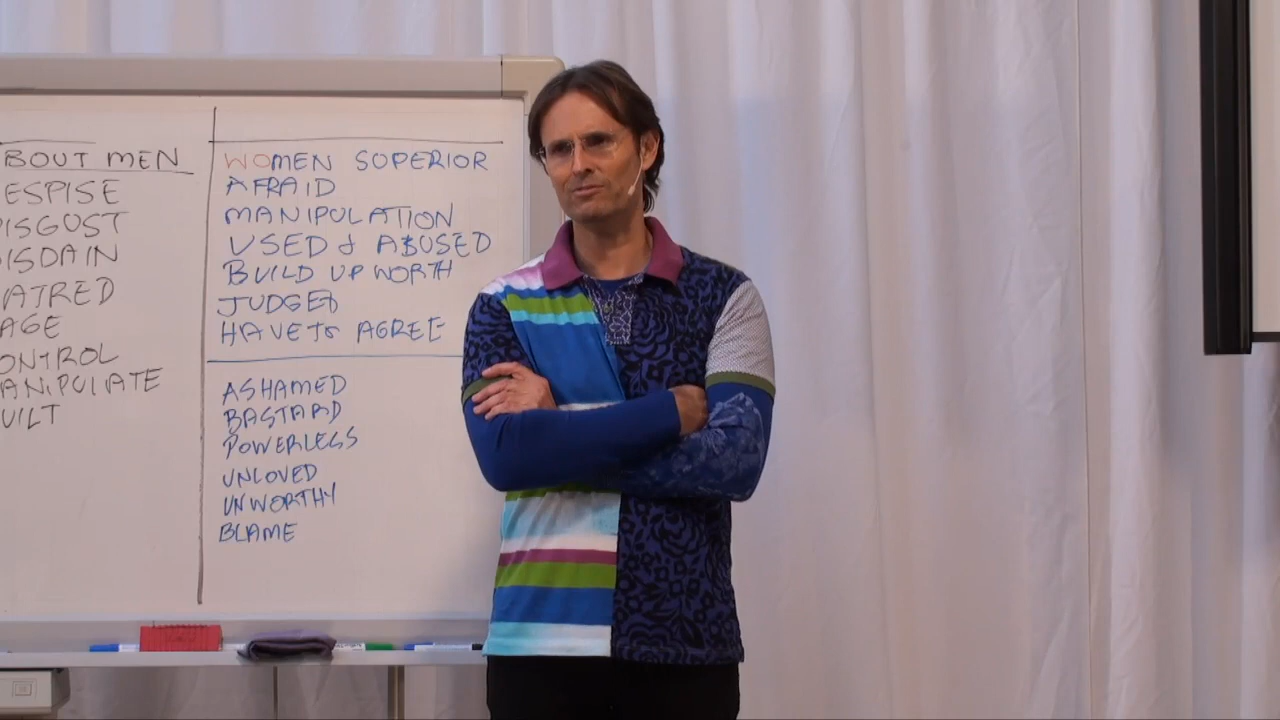 BOUT MEN
ESPISE
ISGUST
ISDAIN
ATRED
AGE
ONTROL
ANIPULATE
UILT
WOMEN SUPERIOR
AFRAID
MANIPULATION
USED & ABUSED
BUILD UP WORTH
JUDGED
HAVE TO AGREE
ASHAMED
BASTARD
POWERLESS
UNLOVED
UNWORTHY
BLAME